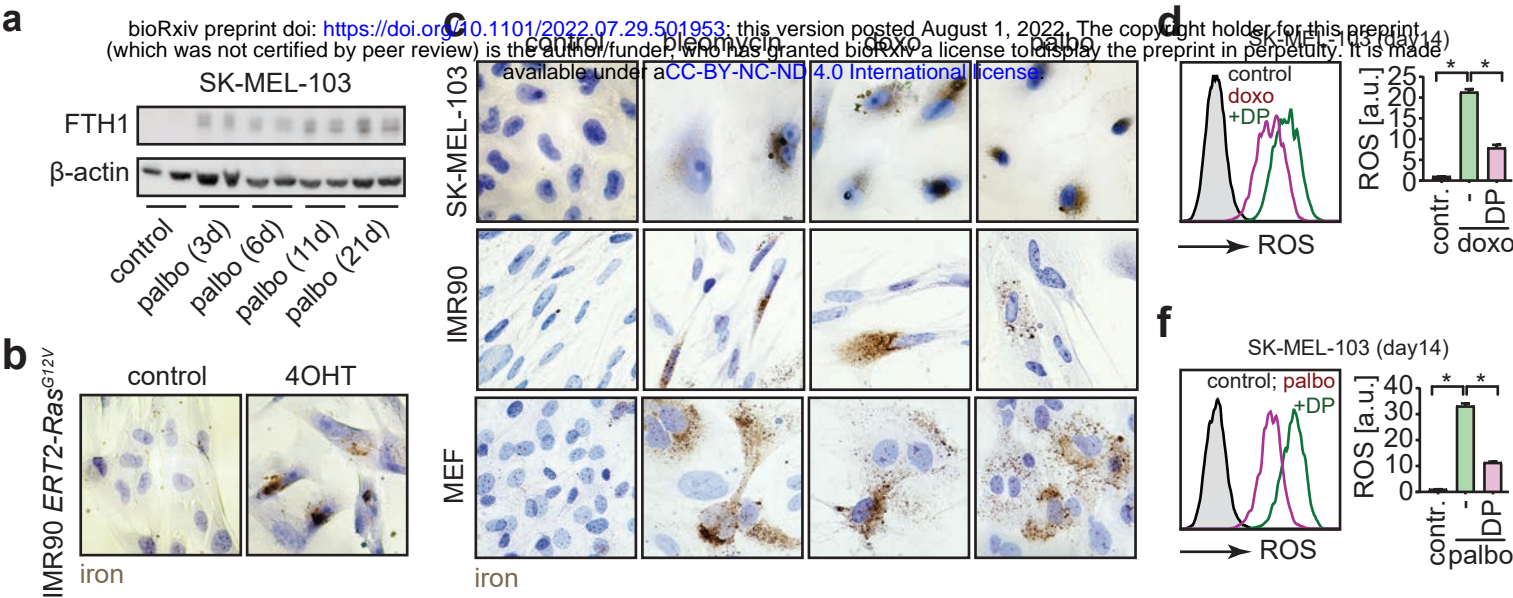 bioRxiv preprint doi: https://doi.org/10.1101/2022.07.29.501953; this version posted August 1, 2022. The copyright holder for this preprint
(which was not certified by peer review) is the author/funder, who has granted bioRxiv a license to display the preprint in perpetuity. It is made
available under aCC-BY-NC-ND 4.0 International license.
a
SK-MEL-103
FTH1
β-actin
control
palbo (3d)
palbo (6d)
palbo (11d)
palbo (21d)
b
IMR90 ERT2-RasG12V
control
4OHT
iron
c
control
bleomycin
doxo
palbo
SK-MEL-103
IMR90
MEF
iron
d
SK-MEL-103 (day14)
control
doxo
+DP
ROS
ROS [a.u.]
25
20
15
10
5
0
* *
contr.
-
DP
doxo
f
SK-MEL-103 (day14)
control; palbo
+DP
ROS
ROS [a.u.]
40
30
20
10
0
* *
contr.
-
DP
palbo